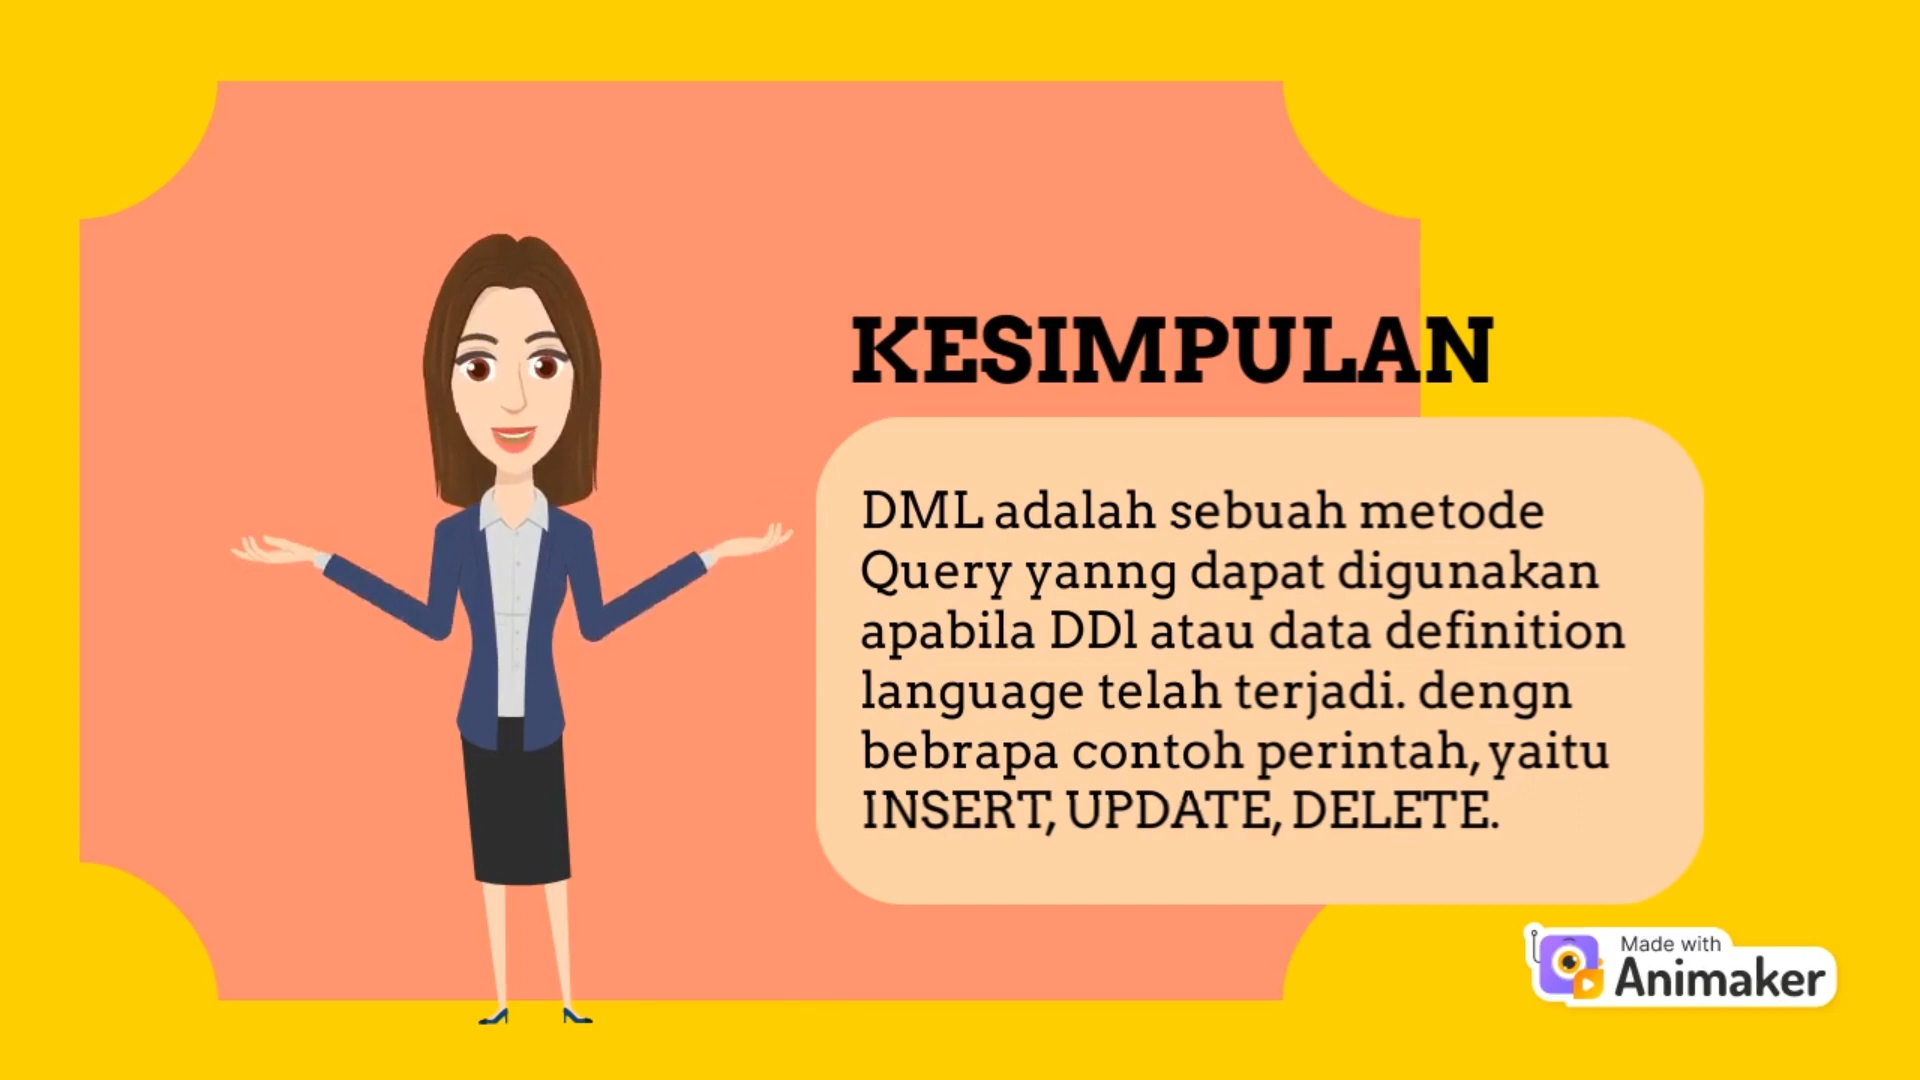 KESIMPULAN
DML adalah sebuah metode
Query yanng dapat digunakan
apabila DDl atau data definition
language telah terjadi. dengn
bebrapa contoh perintah, yaitu
INSERT, UPDATE, DELETE.
Made with
Animaker